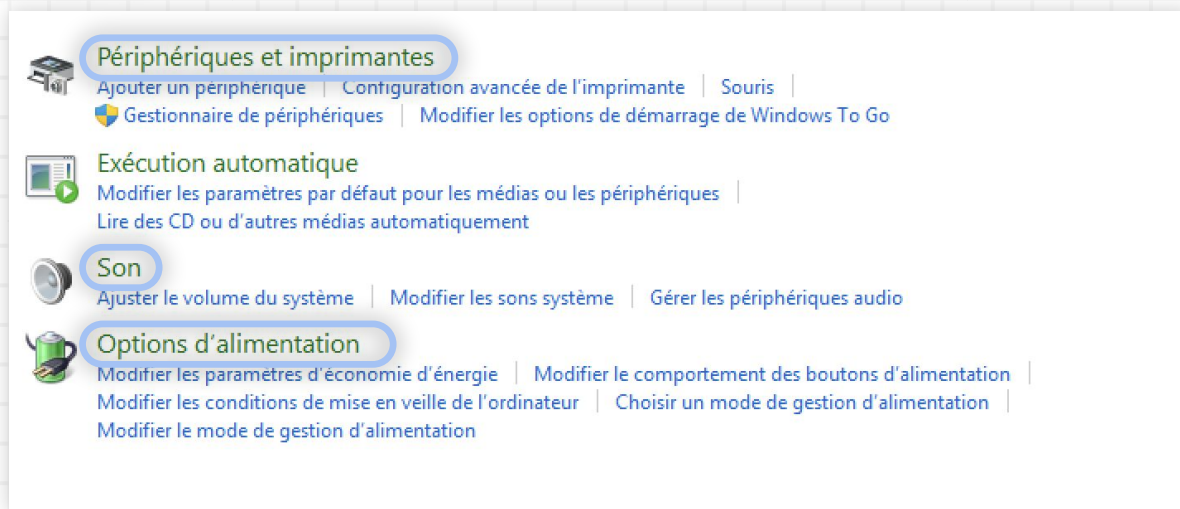 Périphériques et imprimantes
Ajouter un périphérique | Configuration avancée de l'imprimante | Souris |
Gestionnaire de périphériques | Modifier les options de démarrage de Windows To Go
Exécution automatique
Modifier les paramètres par défaut pour les médias ou les périphériques |
Lire des CD ou d'autres médias automatiquement
Son
Ajuster le volume du système | Modifier les sons système | Gérer les périphériques audio
Options d'alimentation
Modifier les paramètres d'économie d'énergie | Modifier le comportement des boutons d'alimentation |
Modifier les conditions de mise en veille de l'ordinateur | Choisir un mode de gestion d'alimentation |
Modifier le mode de gestion d'alimentation